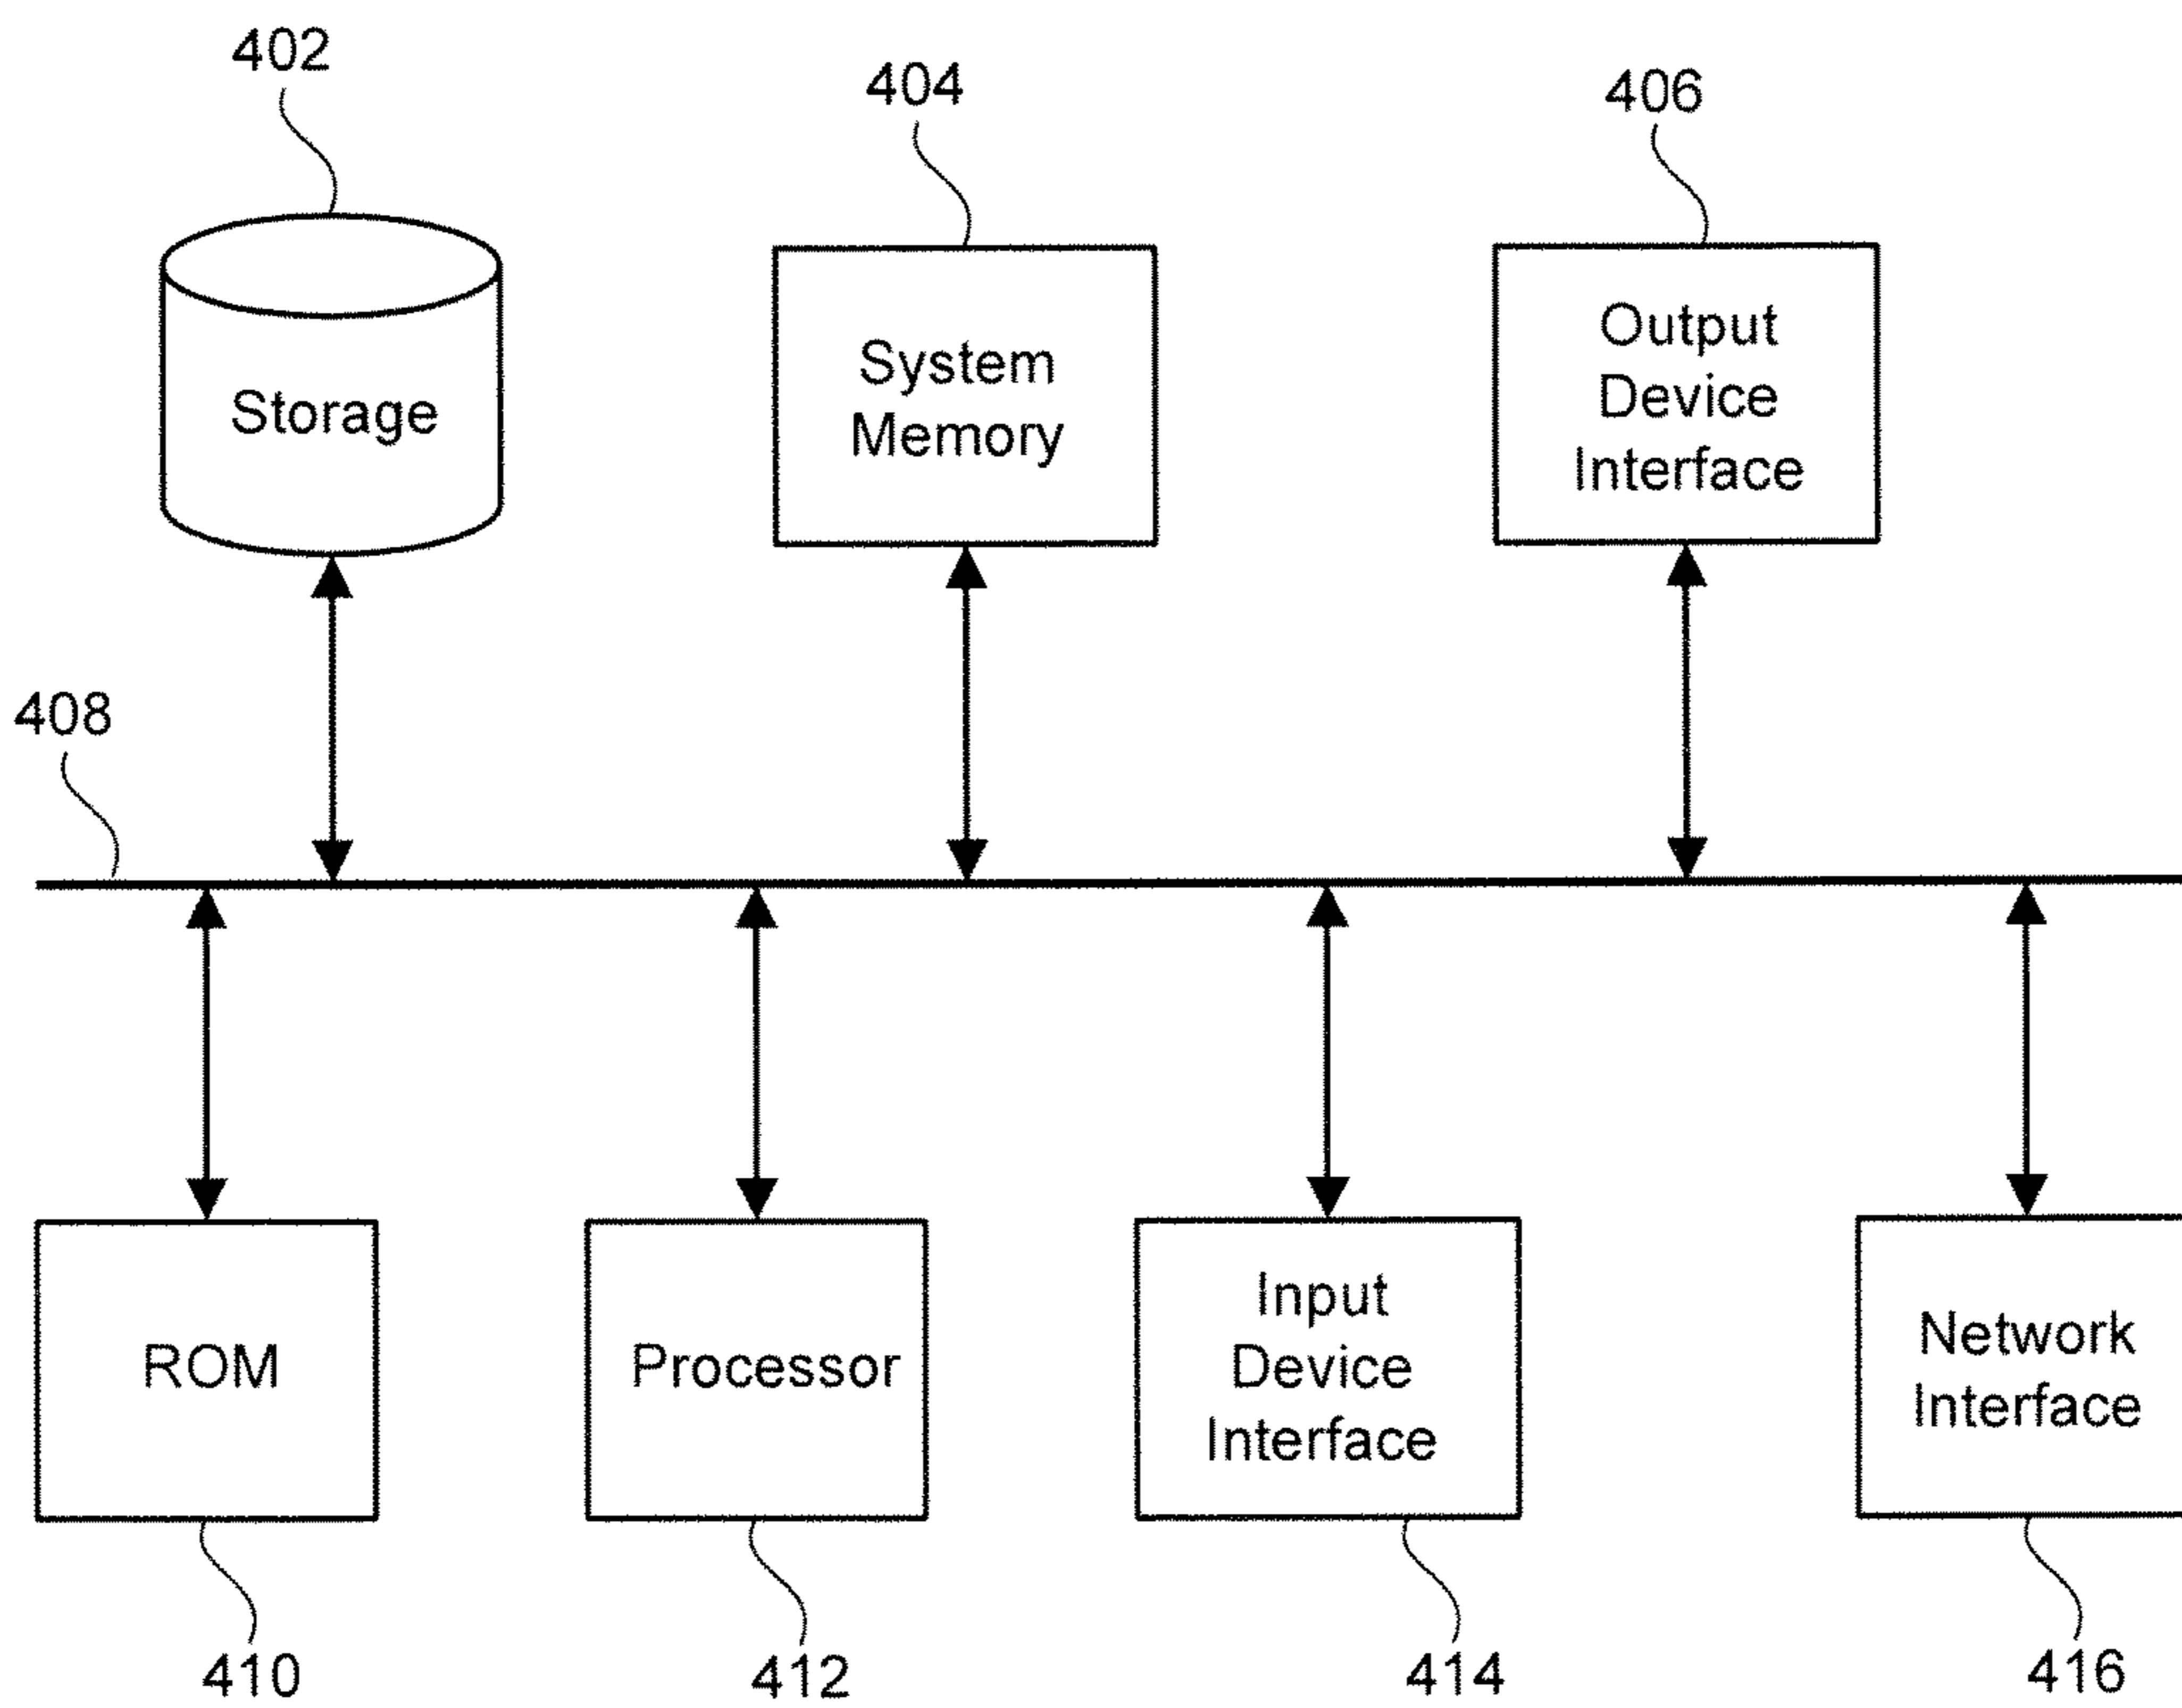 402
404
406
Storage
System
Memory
Output
Device
Interface
408
ROM
Processor
Input
Device
Interface
Network
Interface
410
412
414
416